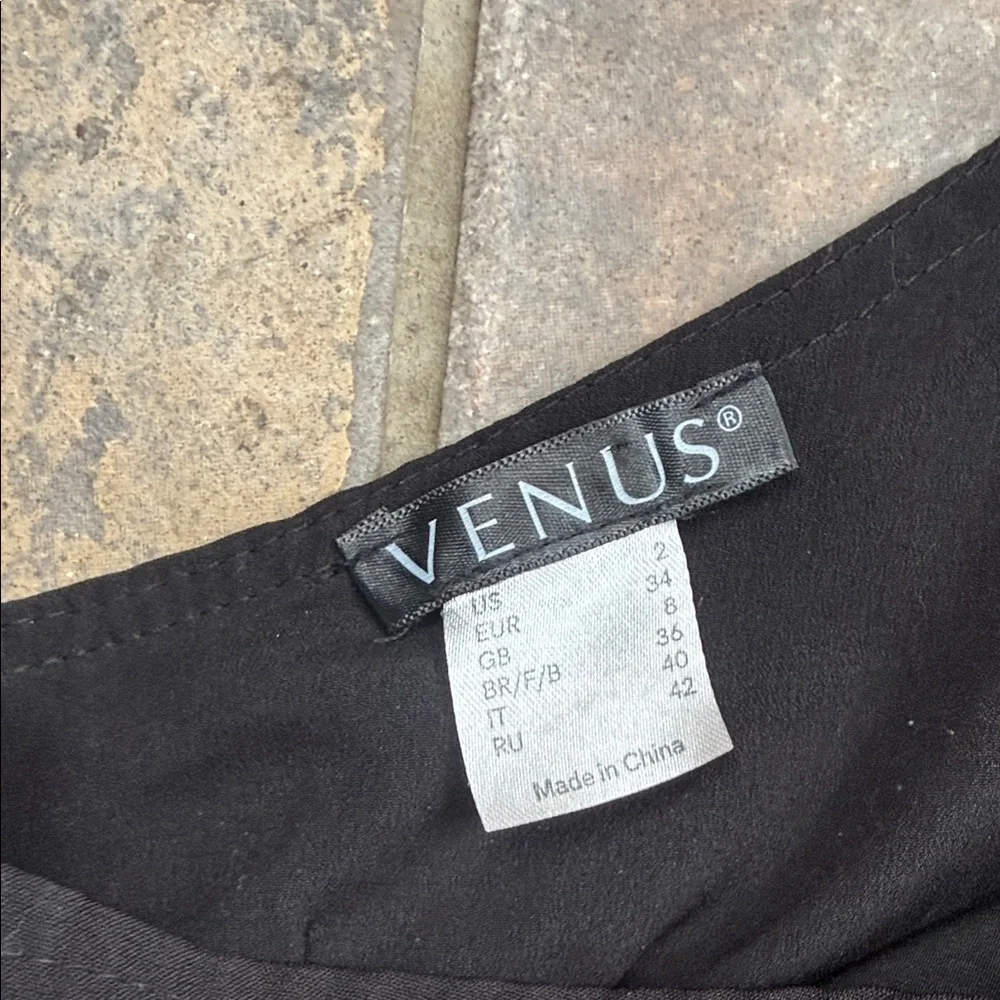 VENUS®
US 2
EUR 34
GB 8
BR/F/B 36
IT 40
RU 42
Made in China